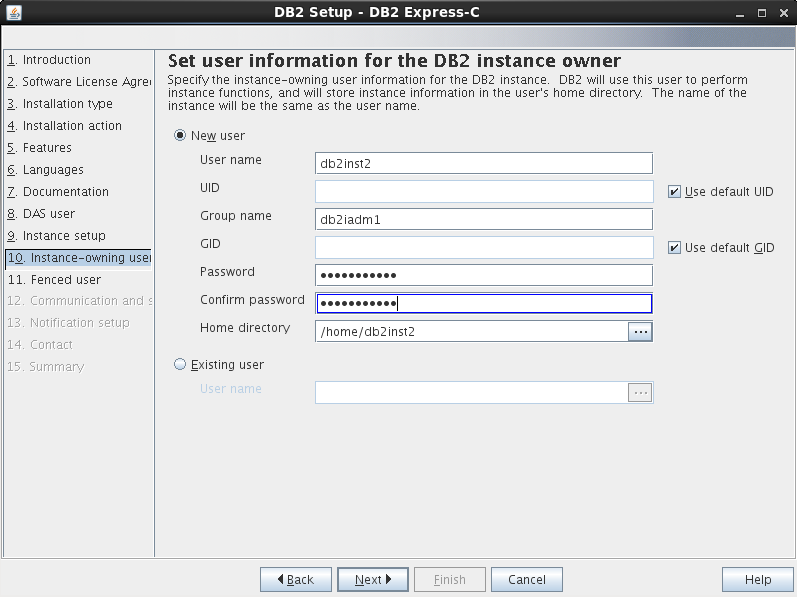 DB2 Setup - DB2 Express-C
1. Introduction
2. Software License Agre
3. Installation type
4. Installation action
5. Features
6. Languages
7. Documentation
8. DAS user
9. Instance setup
10. Instance-owning user
11. Fenced user
12. Communication and s
13. Notification setup
14. Contact
15. Summary
Set user information for the DB2 instance owner
Specify the instance-owning user information for the DB2 instance. DB2 will use this user to perform
instance functions, and will store instance information in the user's home directory. The name of the
instance will be the same as the user name.
New user
User name db2inst2
UID Use default UID
Group name db2iadm1
GID Use default GID
Password •••••••••••
Confirm password •••••••••••
Home directory /home/db2inst2 ...
Existing user
User name ...
Back Next Finish Cancel Help